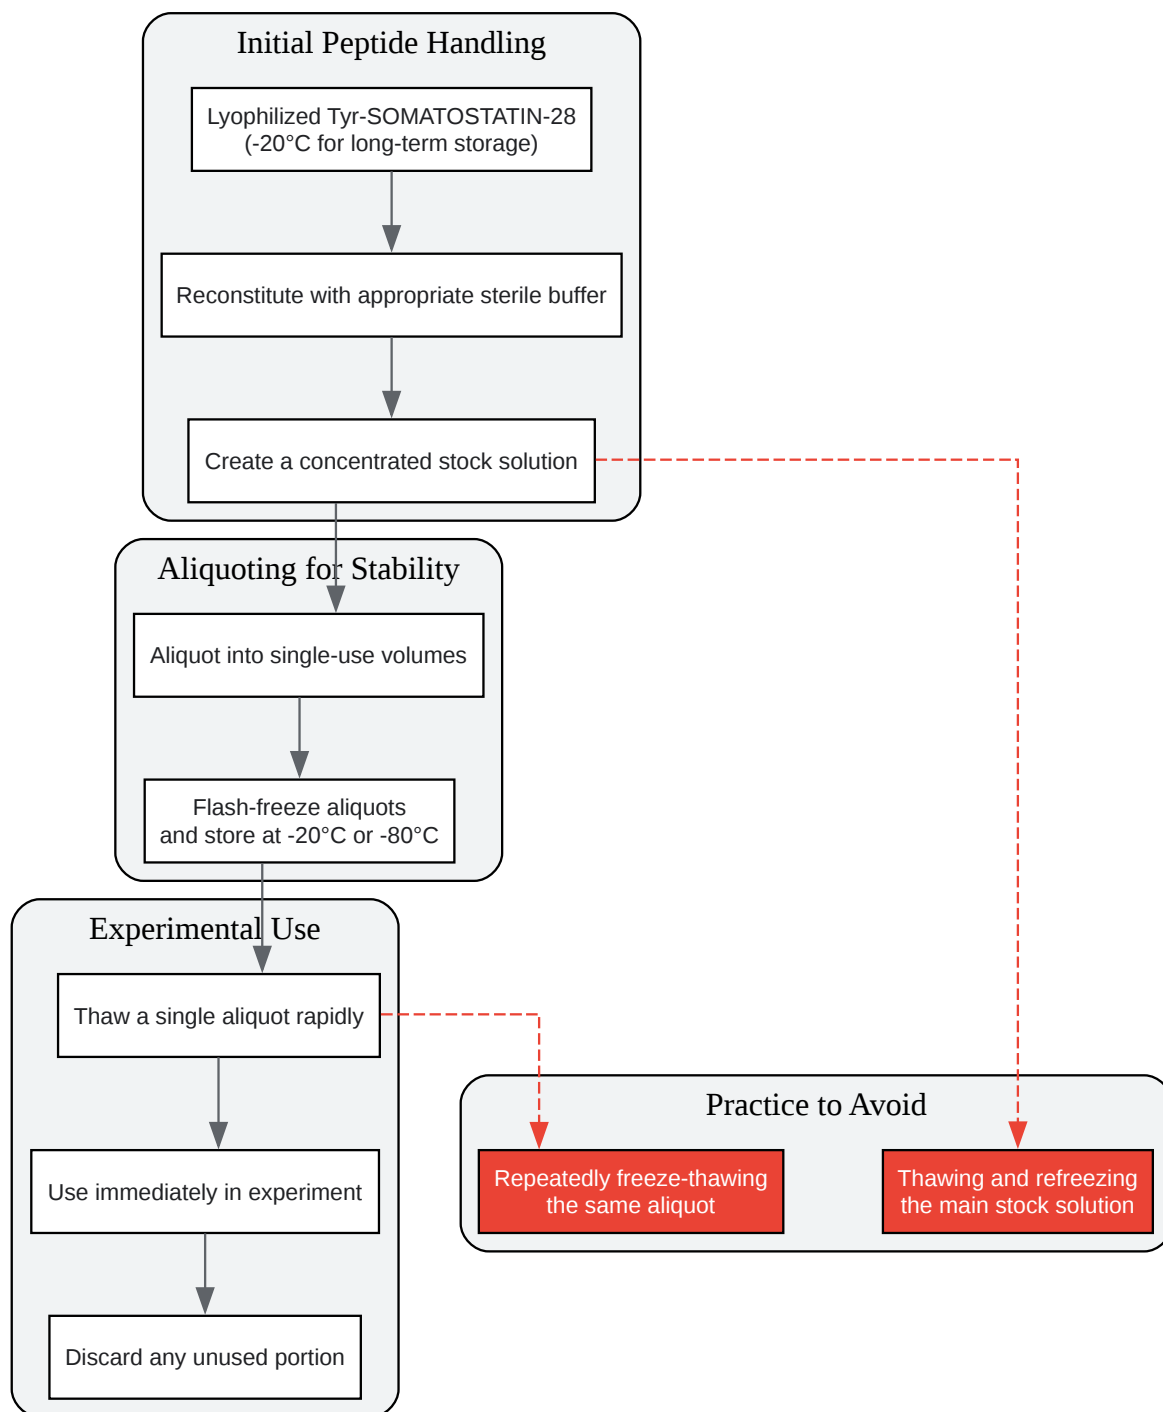 Initial Peptide Handling
Lyophilized Tyr-SOMATOSTATIN-28
(-20°C for long-term storage)
Reconstitute with appropriate sterile buffer
Create a concentrated stock solution
Aliquoting for Stability
Aliquot into single-use volumes
Flash-freeze aliquots
and store at -20°C or -80°C
Experimental Use
Thaw a single aliquot rapidly
Use immediately in experiment
Discard any unused portion
Practice to Avoid
Repeatedly freeze-thawing
the same aliquot
Thawing and refreezing
the main stock solution